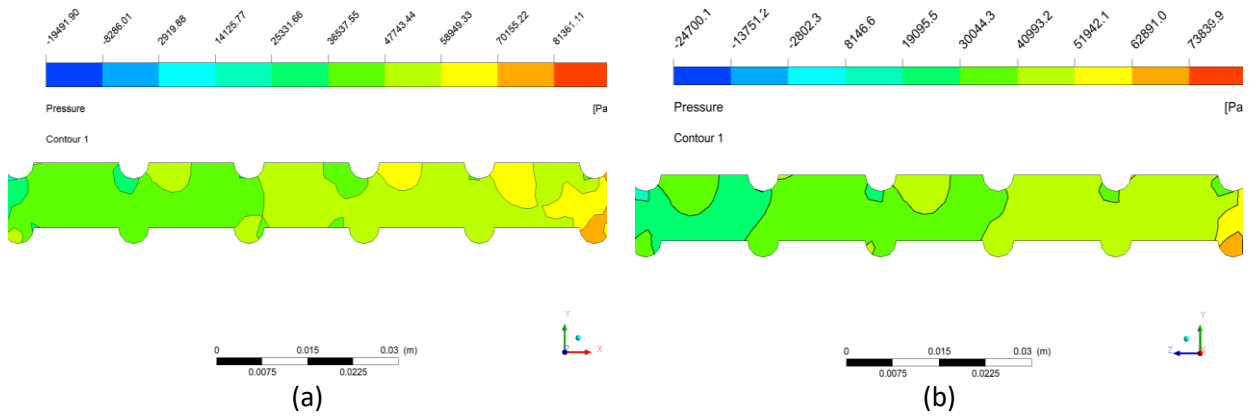 -19491.90 -8286.01 2919.88 14125.77 25331.66 36537.55 47743.44 58949.33 70155.22 81361.11
Pressure [Pa
Contour 1
Y
X
Z
0 0.015 0.03 (m)
0.0075 0.0225
(a)
-24700.1 -13751.2 -2802.3 8146.6 19095.5 30044.3 40993.2 51942.1 62891.0 73839.9
Pressure [Pa
Contour 1
Y
Z
X
0 0.015 0.03 (m)
0.0075 0.0225
(b)